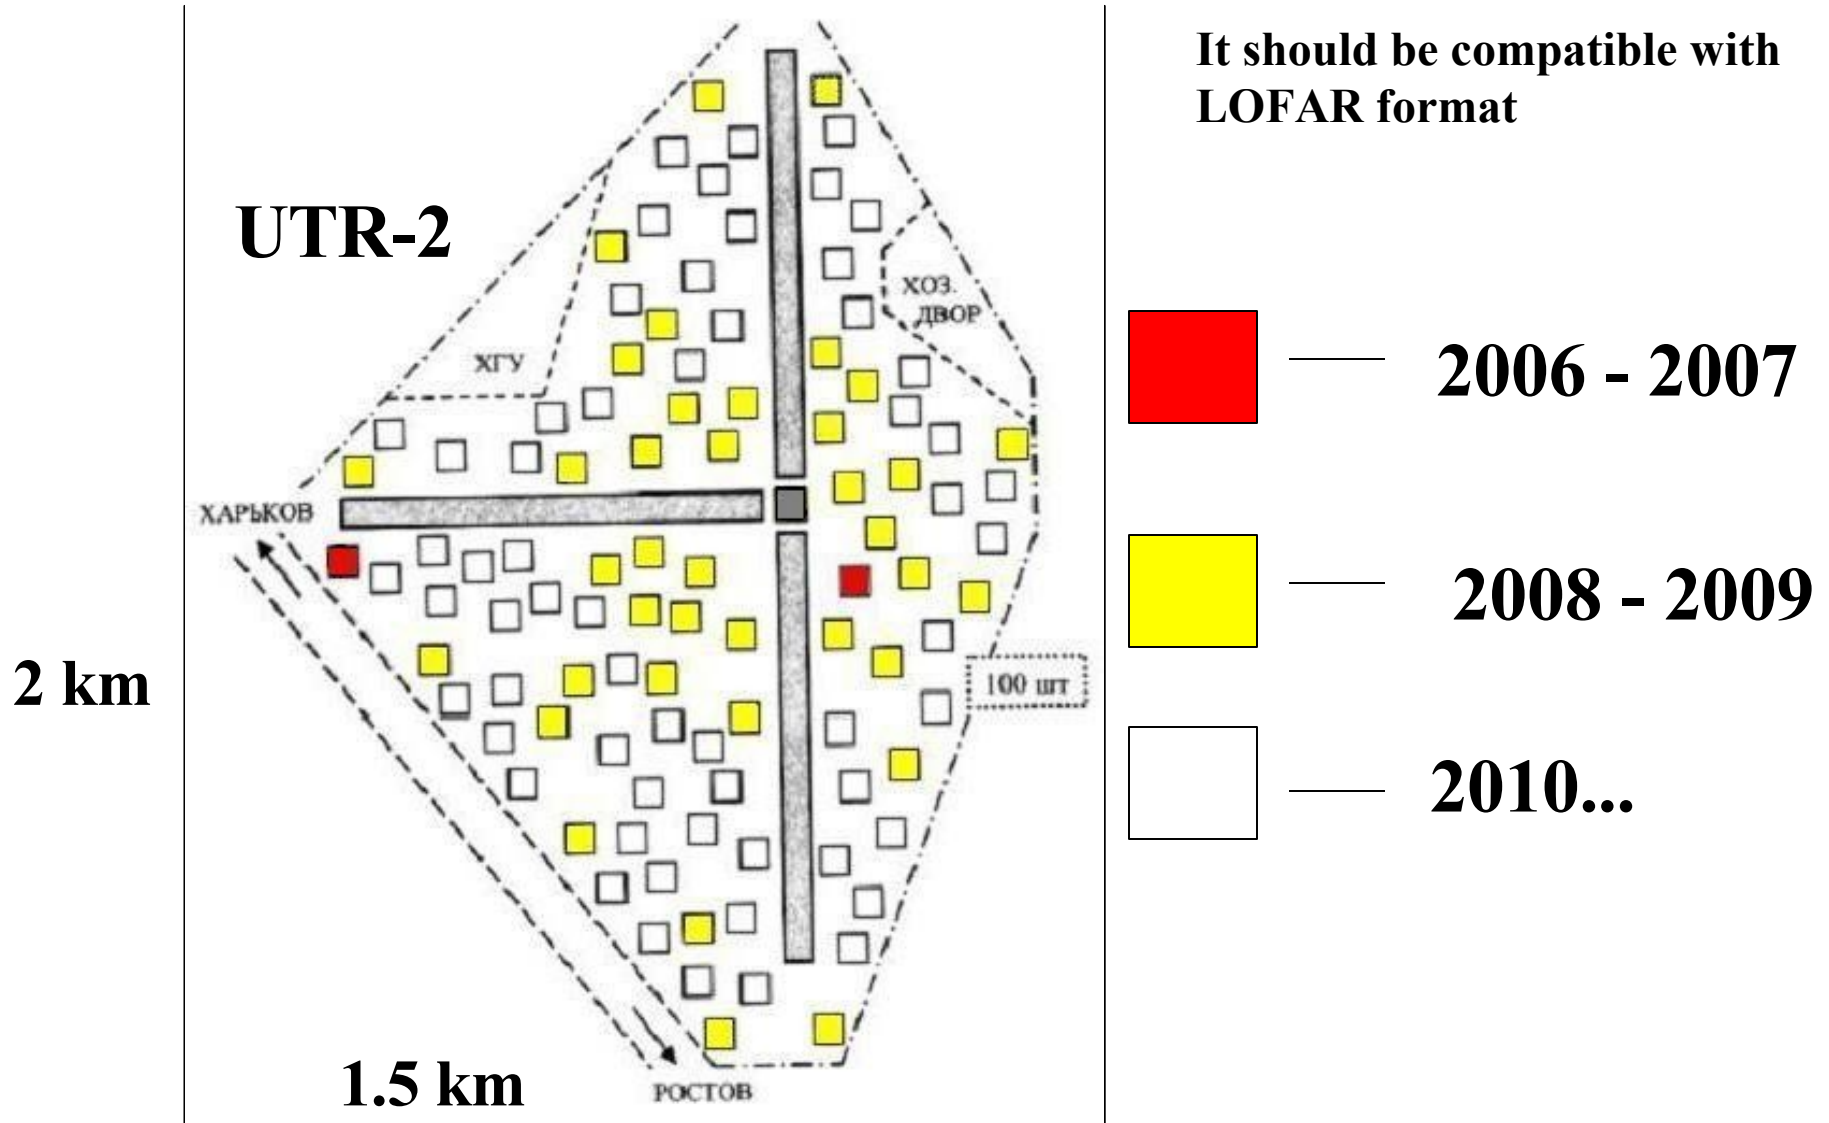 It should be compatible with
LOFAR format
UTR-2
ХОЗ.
ДВОР
ХГУ
2006 - 2007
ХАРЬКОВ
2008 - 2009
2 km
100 шт
2010...
1.5 km
РОСТОВ